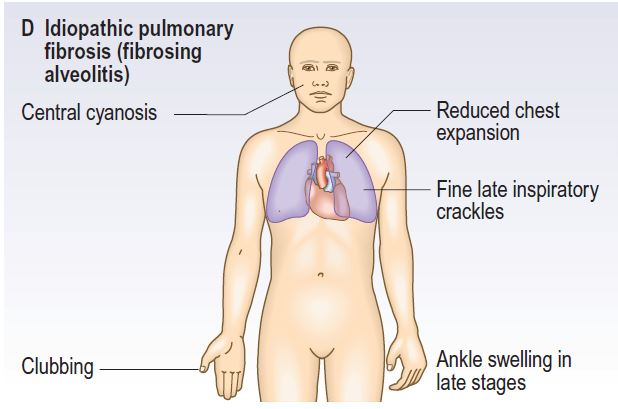 D Idiopathic pulmonary
fibrosis (fibrosing
alveolitis)
Central cyanosis
Reduced chest
expansion
Fine late inspiratory
crackles
Clubbing
Ankle swelling in
late stages